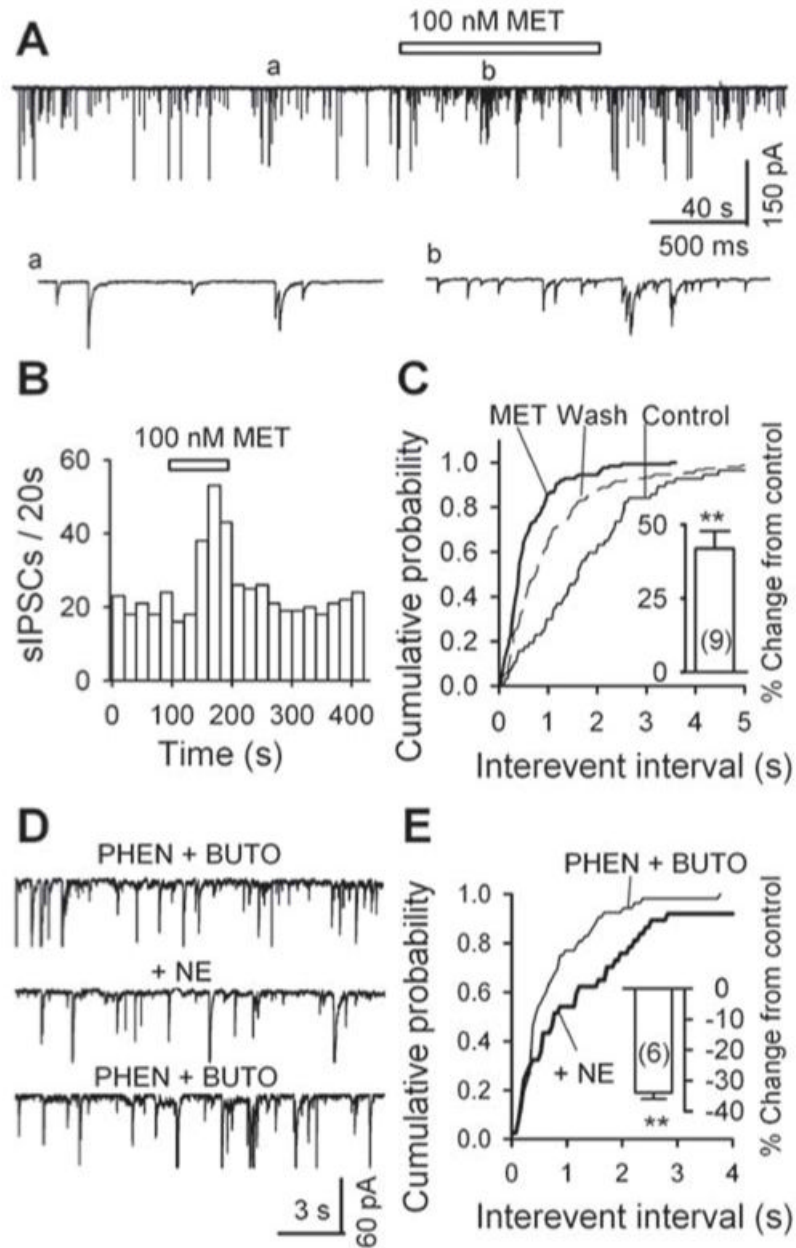 A
100 nM MET
a
b
150 pA
40 s
500 ms
a
b
B
100 nM MET
sIPSCs / 20s
60
40
20
0
0 100 200 300 400
Time (s)
C
MET Wash Control
Cumulative probability
1.0
0.8
0.6
0.4
0.2
0.0
0 1 2 3 4 5
Interevent interval (s)
50
25
0
**
(9)
% Change from control
D
PHEN + BUTO
+ NE
PHEN + BUTO
3 s
60 pA
E
PHEN + BUTO
Cumulative probability
1.0
0.8
0.6
0.4
0.2
0.0
+ NE
0 1 2 3 4
Interevent interval (s)
0
-10
-20
-30
-40
(6)
**
% Change from control